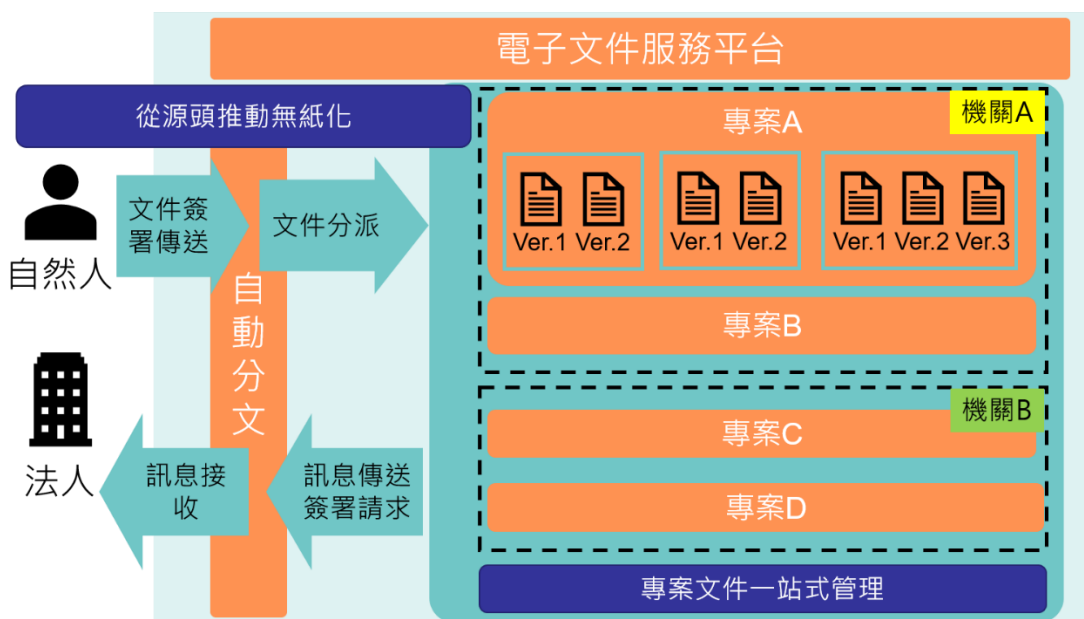 電子文件服務平台
從源頭推動無紙化
機關A
專案A
Ver.1 Ver.2
Ver.1 Ver.2
Ver.1 Ver.2 Ver.3
自然人
文件簽
署傳送
文件分派
自動分文
專案B
機關B
專案C
法人
訊息接
收
訊息傳送
簽署請求
專案D
專案文件一站式管理